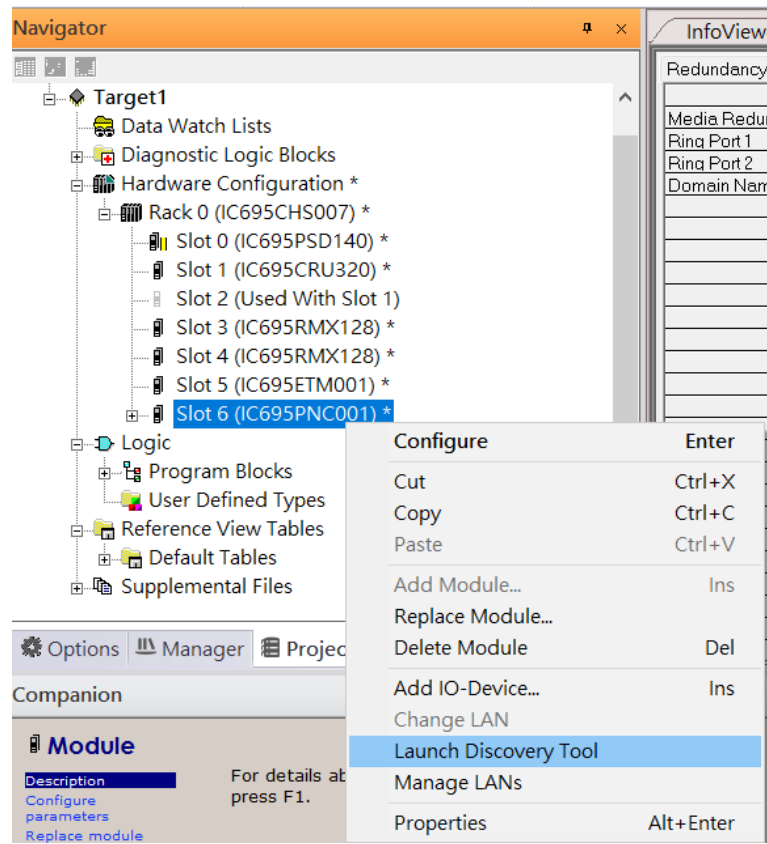 Navigator
InfoView
Redundancy
Target1
Data Watch Lists
Media Redu
Diagnostic Logic Blocks
Ring Port 1
Ring Port 2
Hardware Configuration *
Domain Nam
Rack 0 (IC695CHS007) *
Slot 0 (IC695PSD140) *
Slot 1 (IC695CRU320) *
Slot 2 (Used With Slot 1)
Slot 3 (IC695RMX128) *
Slot 4 (IC695RMX128) *
Slot 5 (IC695ETM001) *
Slot 6 (IC695PNC001) *
Logic
Program Blocks
User Defined Types
Reference View Tables
Default Tables
Supplemental Files
Configure Enter
Cut Ctrl+X
Copy Ctrl+C
Paste Ctrl+V
Add Module... Ins
Replace Module...
Delete Module Del
Add IO-Device... Ins
Change LAN
Launch Discovery Tool
Manage LANs
Properties Alt+Enter
Options Manager Projec
Companion
Module
Description
Configure
parameters
Replace module
For details ab
press F1.